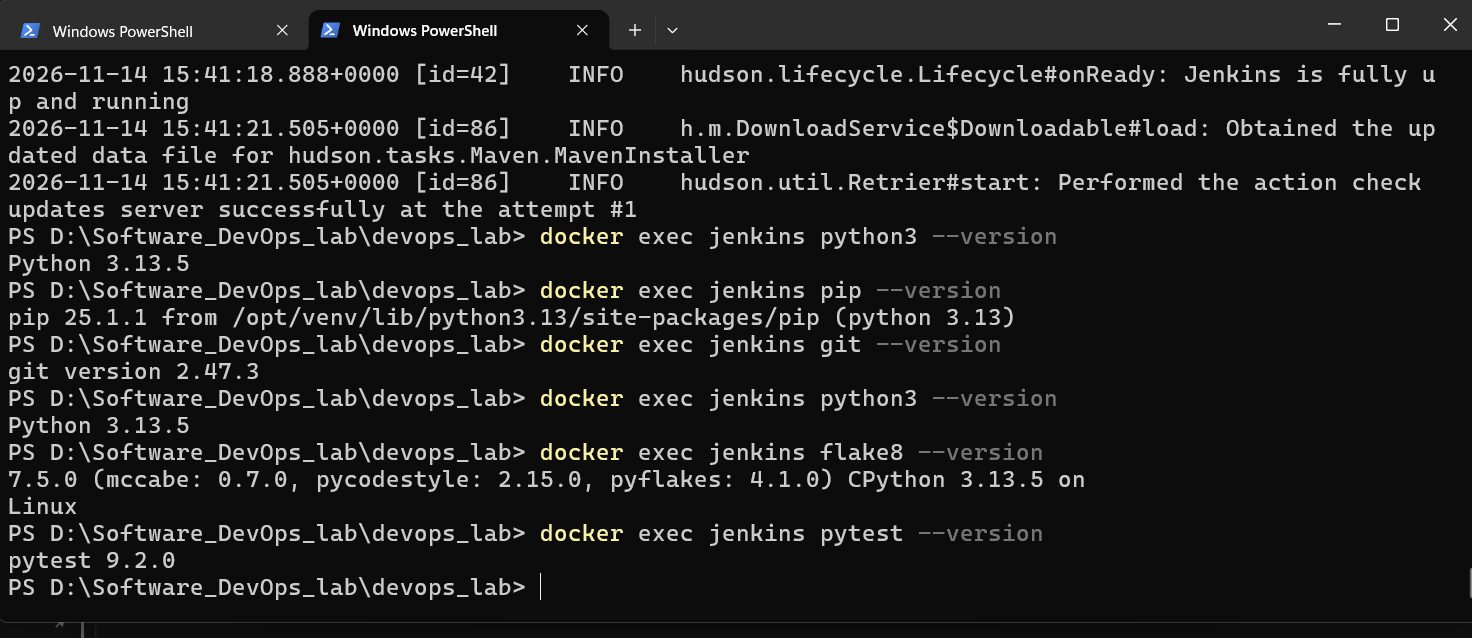 Windows PowerShell
Windows PowerShell
2026-11-14 15:41:18.888+0000 [id=42]    INFO    hudson.lifecycle.Lifecycle#onReady: Jenkins is fully u
p and running
2026-11-14 15:41:21.505+0000 [id=86]    INFO    h.m.DownloadService$Downloadable#load: Obtained the up
dated data file for hudson.tasks.Maven.MavenInstaller
2026-11-14 15:41:21.505+0000 [id=86]    INFO    hudson.util.Retrier#start: Performed the action check
updates server successfully at the attempt #1
PS D:\Software_DevOps_lab\devops_lab> docker exec jenkins python3 --version
Python 3.13.5
PS D:\Software_DevOps_lab\devops_lab> docker exec jenkins pip --version
pip 25.1.1 from /opt/venv/lib/python3.13/site-packages/pip (python 3.13)
PS D:\Software_DevOps_lab\devops_lab> docker exec jenkins git --version
git version 2.47.3
PS D:\Software_DevOps_lab\devops_lab> docker exec jenkins python3 --version
Python 3.13.5
PS D:\Software_DevOps_lab\devops_lab> docker exec jenkins flake8 --version
7.5.0 (mccabe: 0.7.0, pycodestyle: 2.15.0, pyflakes: 4.1.0) CPython 3.13.5 on
Linux
PS D:\Software_DevOps_lab\devops_lab> docker exec jenkins pytest --version
pytest 9.2.0
PS D:\Software_DevOps_lab\devops_lab>